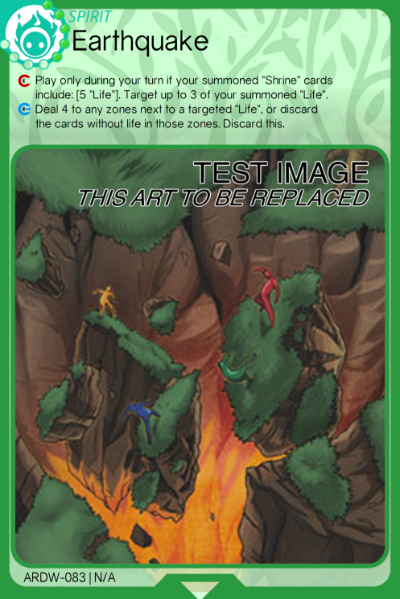 SPIRIT
Earthquake
Play only during your turn if your summoned "Shrine" cards
include: [5 "Life"]. Target up to 3 of your summoned "Life".
Deal 4 to any zones next to a targeted "Life", or discard
the cards without life in those zones. Discard this.
TEST IMAGE
THIS ART TO BE REPLACED
ARDW-083 | N/A